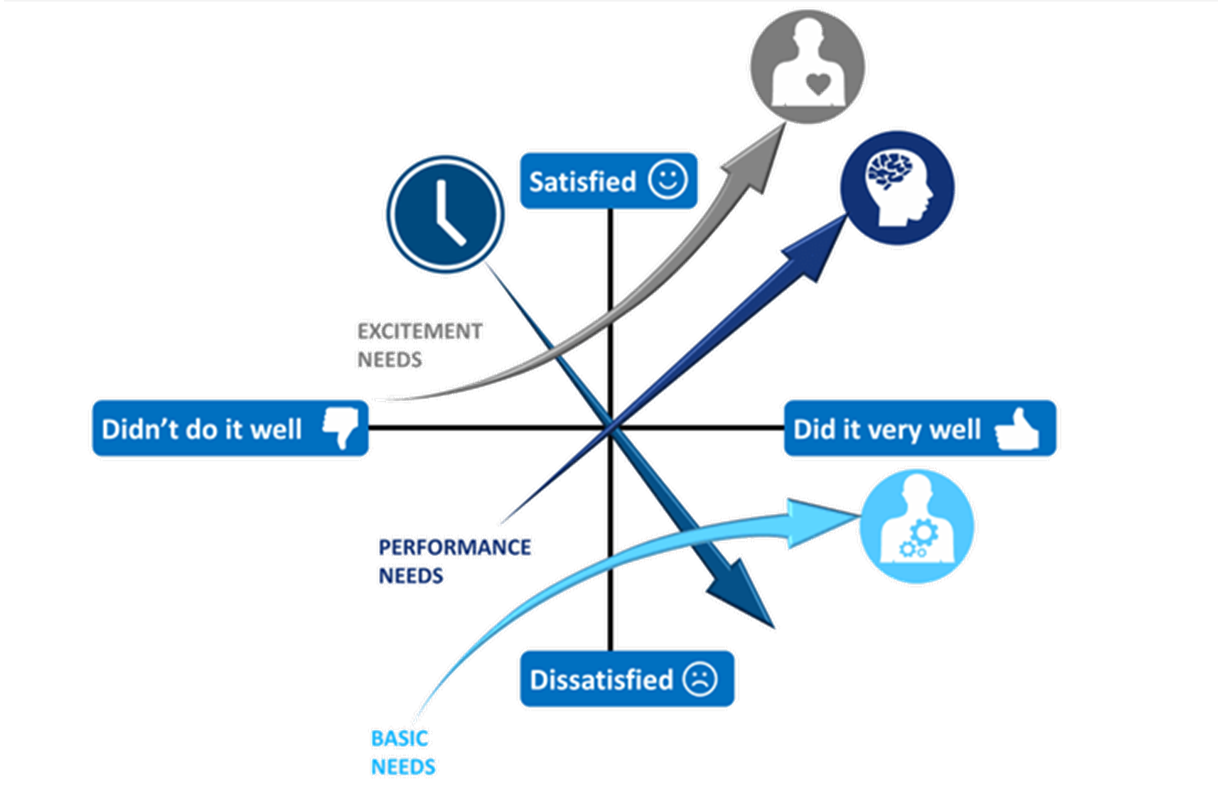 Satisfied
EXCITEMENT
NEEDS
Didn't do it well
Did it very well
PERFORMANCE
NEEDS
Dissatisfied
BASIC
NEEDS